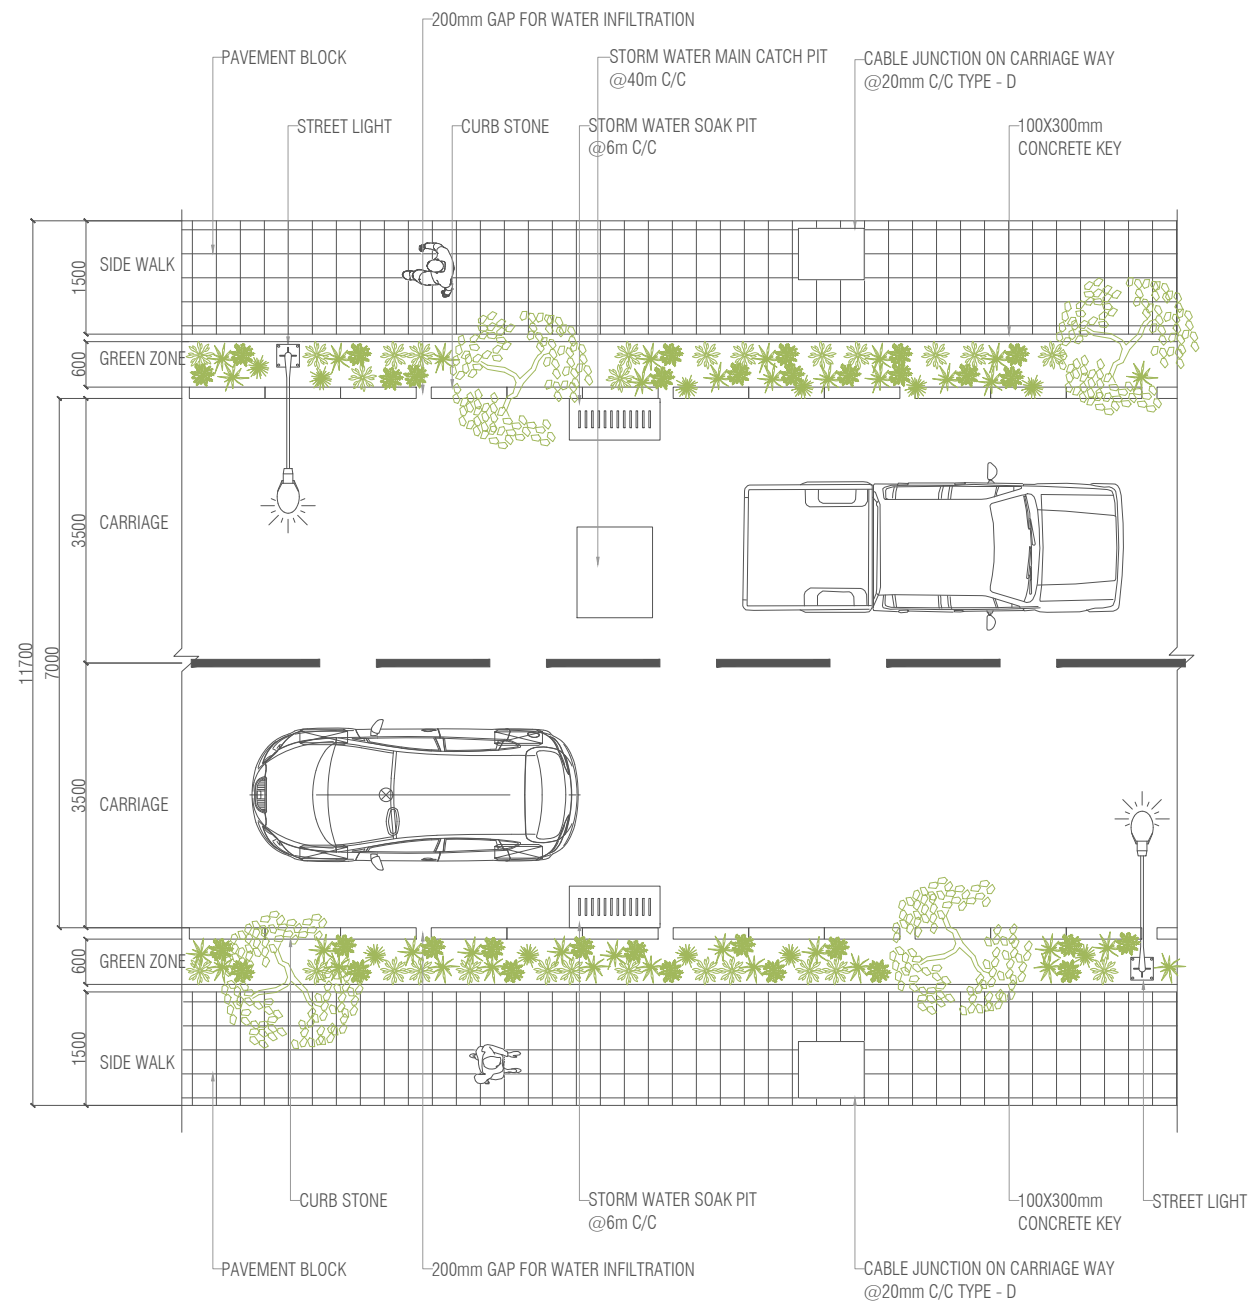 200mm GAP FOR WATER INFILTRATION
PAVEMENT BLOCK
STORM WATER MAIN CATCH PIT
@40m C/C
CABLE JUNCTION ON CARRIAGE WAY
@20mm C/C TYPE - D
STREET LIGHT
CURB STONE
STORM WATER SOAK PIT
@6m C/C
100X300mm
CONCRETE KEY
1500
SIDE WALK
600
GREEN ZONE
3500
CARRIAGE
11700
7000
3500
CARRIAGE
600
GREEN ZONE
1500
SIDE WALK
CURB STONE
STORM WATER SOAK PIT
@6m C/C
100X300mm
CONCRETE KEY
STREET LIGHT
PAVEMENT BLOCK
200mm GAP FOR WATER INFILTRATION
CABLE JUNCTION ON CARRIAGE WAY
@20mm C/C TYPE - D